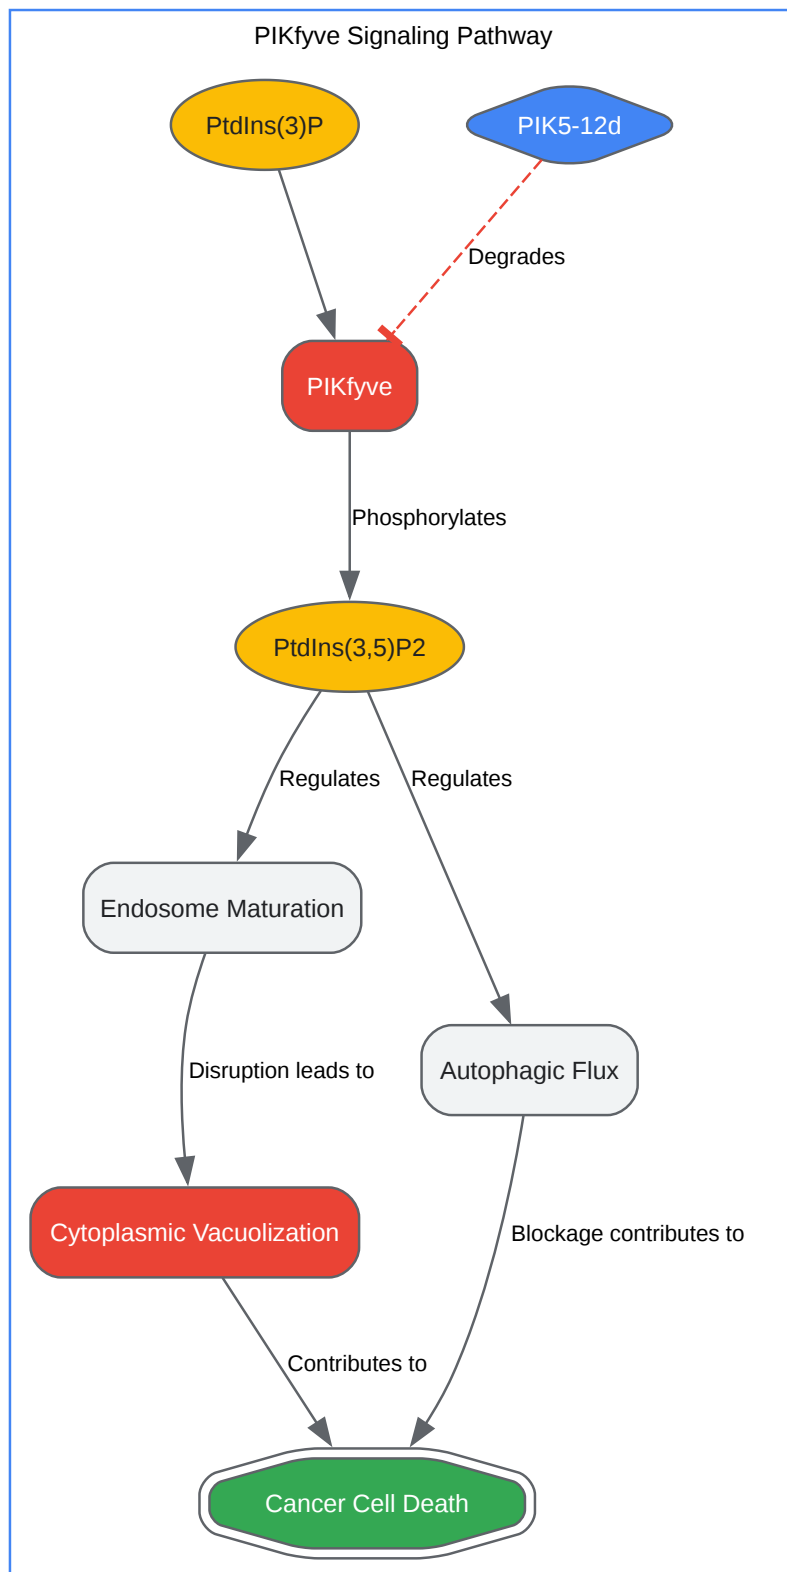 PIKfyve Signaling Pathway
PtdIns(3)P
PIK5-12d
Degrades
PIKfyve
Phosphorylates
PtdIns(3,5)P2
Regulates
Regulates
Endosome Maturation
Autophagic Flux
Disruption leads to
Cytoplasmic Vacuolization
Blockage contributes to
Contributes to
Cancer Cell Death